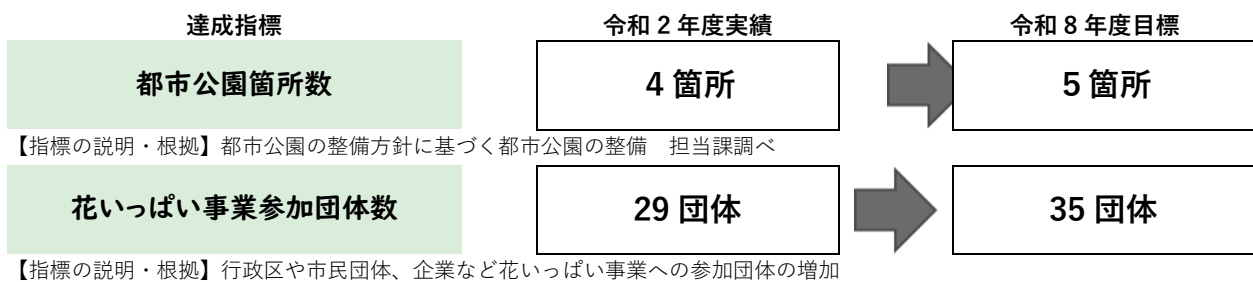 達成指標 令和2年度実績 令和8年度目標
都市公園箇所数 4箇所 5箇所
【指標の説明・根拠】都市公園の整備方針に基づく都市公園の整備　担当課調べ
花いっぱい事業参加団体数 29団体 35団体
【指標の説明・根拠】行政区や市民団体、企業など花いっぱい事業への参加団体の増加